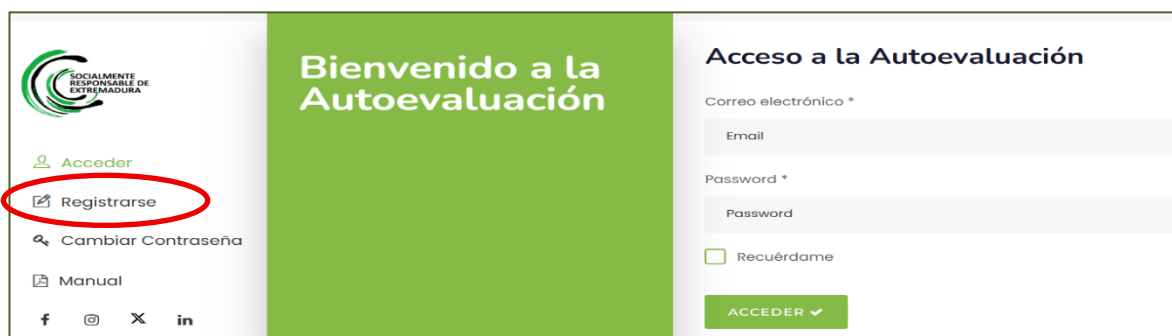 SOCIALMENTE
RESPONSABLE DE
EXTREMADURA
Acceder
Registrarse
Cambiar Contraseña
Manual
Bienvenido a la
Autoevaluación
Acceso a la Autoevaluación
Correo electrónico *
Email
Password *
Password
Recuérdame
ACCEDER